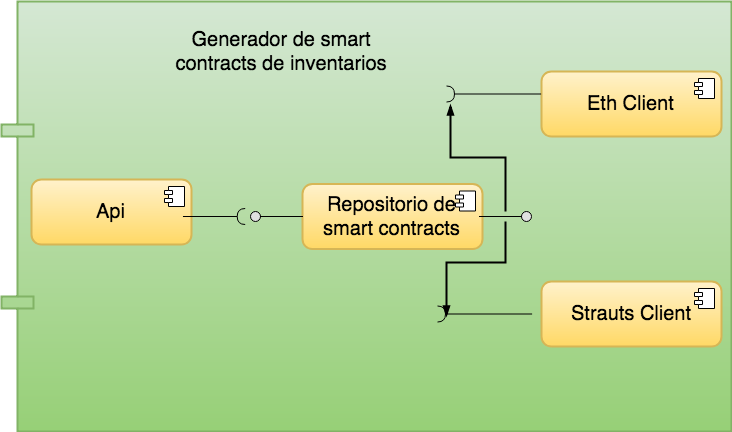 Generador de smart
contracts de inventarios
Eth Client
Api
Repositorio de
smart contracts
Strauts Client